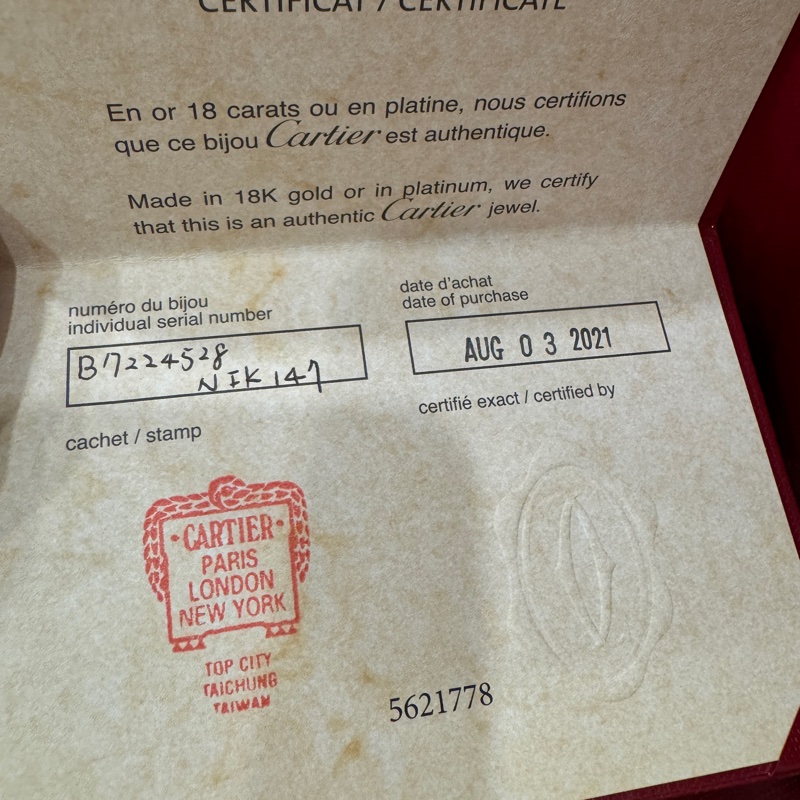 CERTIFICAT / CERTIFICATE
En or 18 carats ou en platine, nous certifions
que ce bijou Cartier est authentique.
Made in 18K gold or in platinum, we certify
that this is an authentic Cartier jewel.
numéro du bijou
individual serial number
B7224528
NIK147
date d'achat
date of purchase
AUG 03 2021
certifié exact / certified by
cachet / stamp
CARTIER
PARIS
LONDON
NEW YORK
TOP CITY
TAICHUNG
TAIWAN
5621778